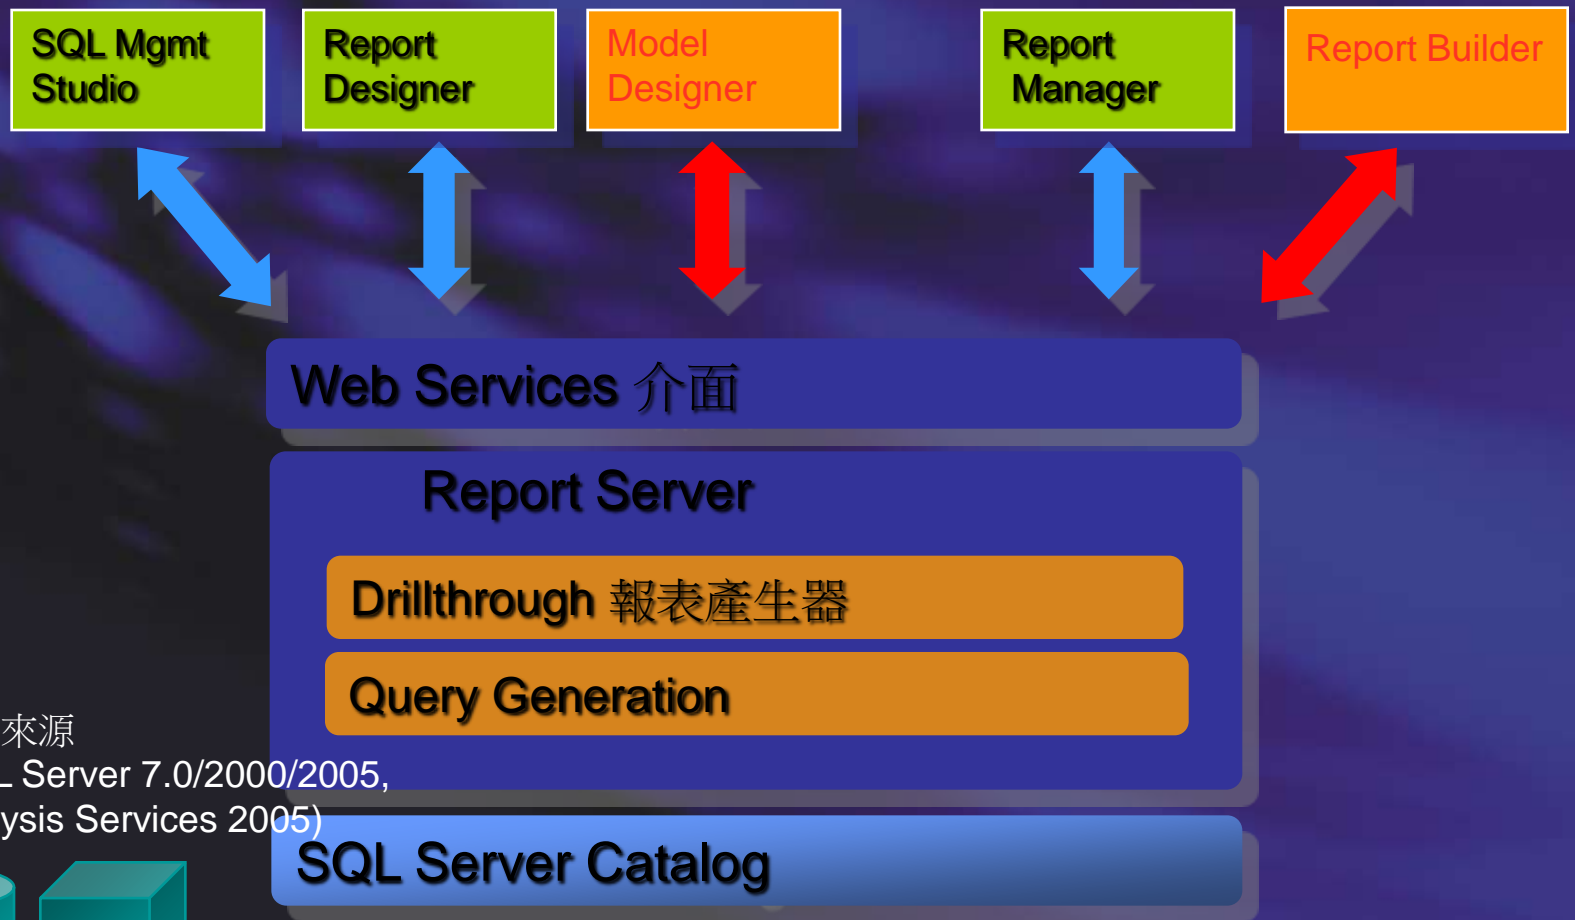 SQL Mgmt
Studio
Report
Designer
Model
Designer
Report
Manager
Report Builder
Web Services 介面
Report Server
Drillthrough 報表產生器
Query Generation
來源
L Server 7.0/2000/2005,
ysis Services 2005)
SQL Server Catalog